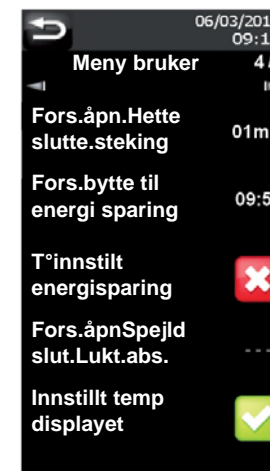 06/03/201
09:1
Meny bruker 4/
Fors.åpn.Hette
slutte.steking
01m
Fors.bytte til
energi sparing
09:5
T°innstilt
energisparing
Fors.åpnSpejld
slut.Lukt.abs.
---
Innstillt temp
displayet